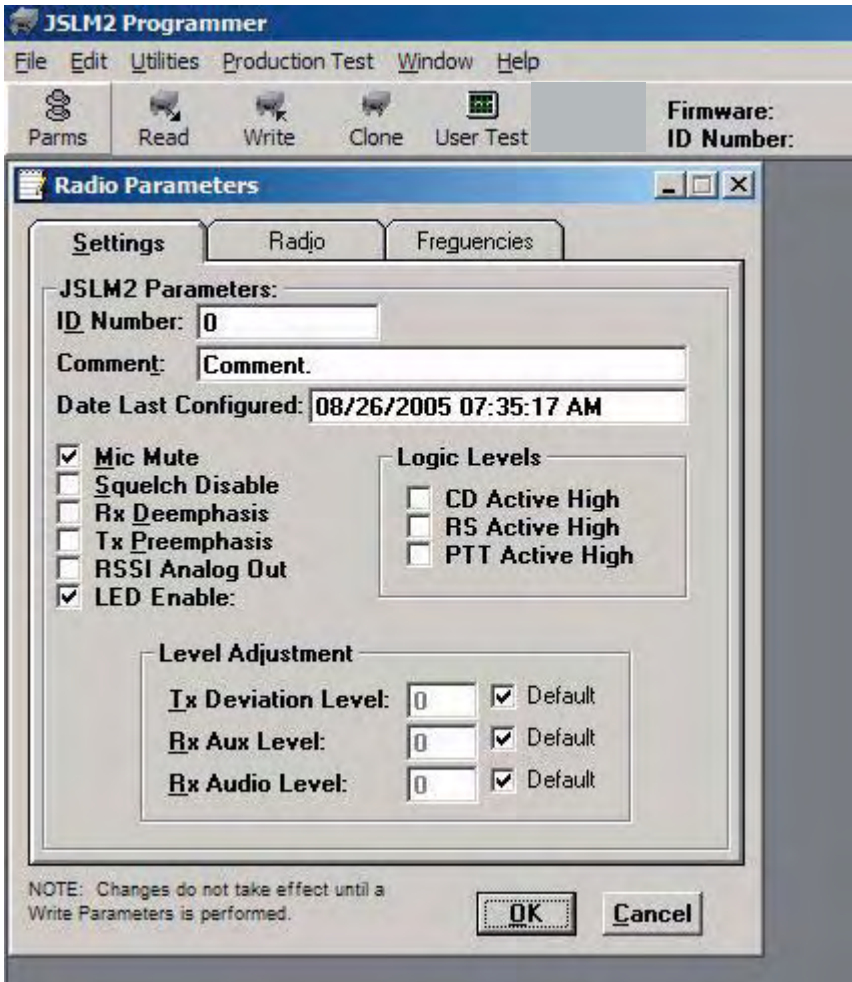 JSLM2 Programmer
File Edit Utilities Production Test Window Help
Parms Read Write Clone User Test
Firmware:
ID Number:
Radio Parameters
Settings Radio Freguencies
JSLM2 Parameters:
ID Number: 0
Comment: Comment.
Date Last Configured: 08/26/2005 07:35:17 AM
Mic Mute
Squelch Disable
Rx Deemphasis
Tx Preemphasis
RSSI Analog Out
LED Enable:
Logic Levels
CD Active High
RS Active High
PTT Active High
Level Adjustment
Tx Deviation Level: 0 Default
Rx Aux Level: 0 Default
Rx Audio Level: 0 Default
NOTE: Changes do not take effect until a
Write Parameters is performed.
OK Cancel